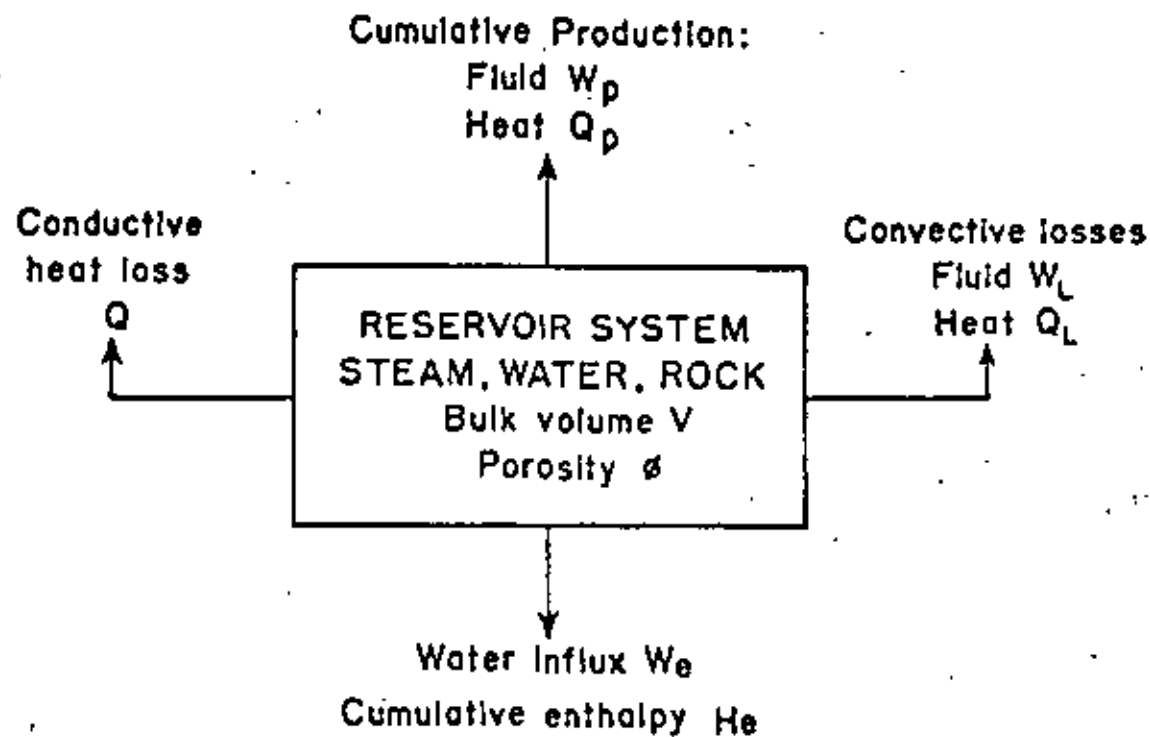 Cumulative Production:
Fluid Wp
Heat Qp
Conductive
heat loss
Q
Convective losses
Fluid WL
Heat QL
RESERVOIR SYSTEM
STEAM, WATER, ROCK
Bulk volume V
Porosity ø
Water Influx We
Cumulative enthalpy He